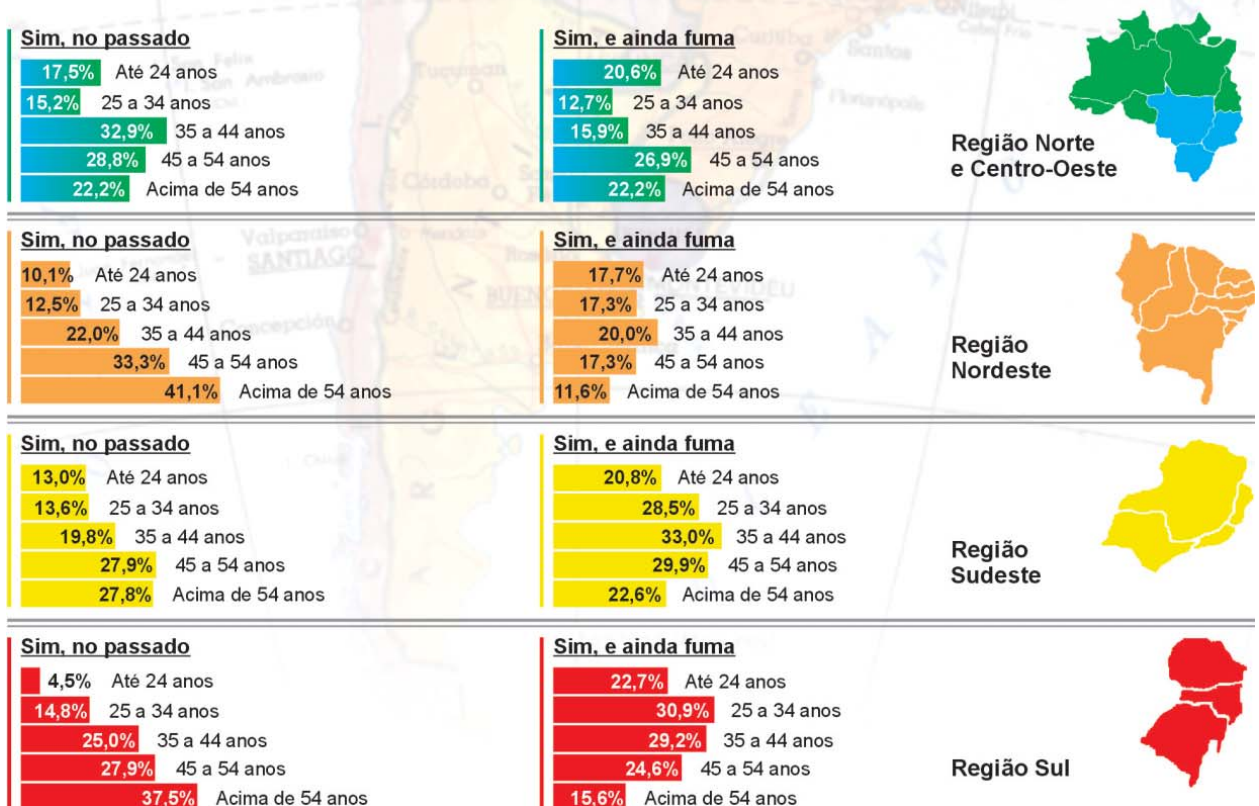 Sim, no passado
17,5% Até 24 anos
15,2% 25 a 34 anos
32,9% 35 a 44 anos
28,8% 45 a 54 anos
22,2% Acima de 54 anos
Sim, e ainda fuma
20,6% Até 24 anos
12,7% 25 a 34 anos
15,9% 35 a 44 anos
26,9% 45 a 54 anos
22,2% Acima de 54 anos
Região Norte
e Centro-Oeste
Sim, no passado
10,1% Até 24 anos
12,5% 25 a 34 anos
22,0% 35 a 44 anos
33,3% 45 a 54 anos
41,1% Acima de 54 anos
Sim, e ainda fuma
17,7% Até 24 anos
17,3% 25 a 34 anos
20,0% 35 a 44 anos
17,3% 45 a 54 anos
11,6% Acima de 54 anos
Região
Nordeste
Sim, no passado
13,0% Até 24 anos
13,6% 25 a 34 anos
19,8% 35 a 44 anos
27,9% 45 a 54 anos
27,8% Acima de 54 anos
Sim, e ainda fuma
20,8% Até 24 anos
28,5% 25 a 34 anos
33,0% 35 a 44 anos
29,9% 45 a 54 anos
22,6% Acima de 54 anos
Região
Sudeste
Sim, no passado
4,5% Até 24 anos
14,8% 25 a 34 anos
25,0% 35 a 44 anos
27,9% 45 a 54 anos
37,5% Acima de 54 anos
Sim, e ainda fuma
22,7% Até 24 anos
30,9% 25 a 34 anos
29,2% 35 a 44 anos
24,6% 45 a 54 anos
15,6% Acima de 54 anos
Região Sul
Curitiba
Santos
Florianópolis
Tucuman
Córdoba
Valparaiso
SANTIAGO
Concepción
MONTEVIDEU